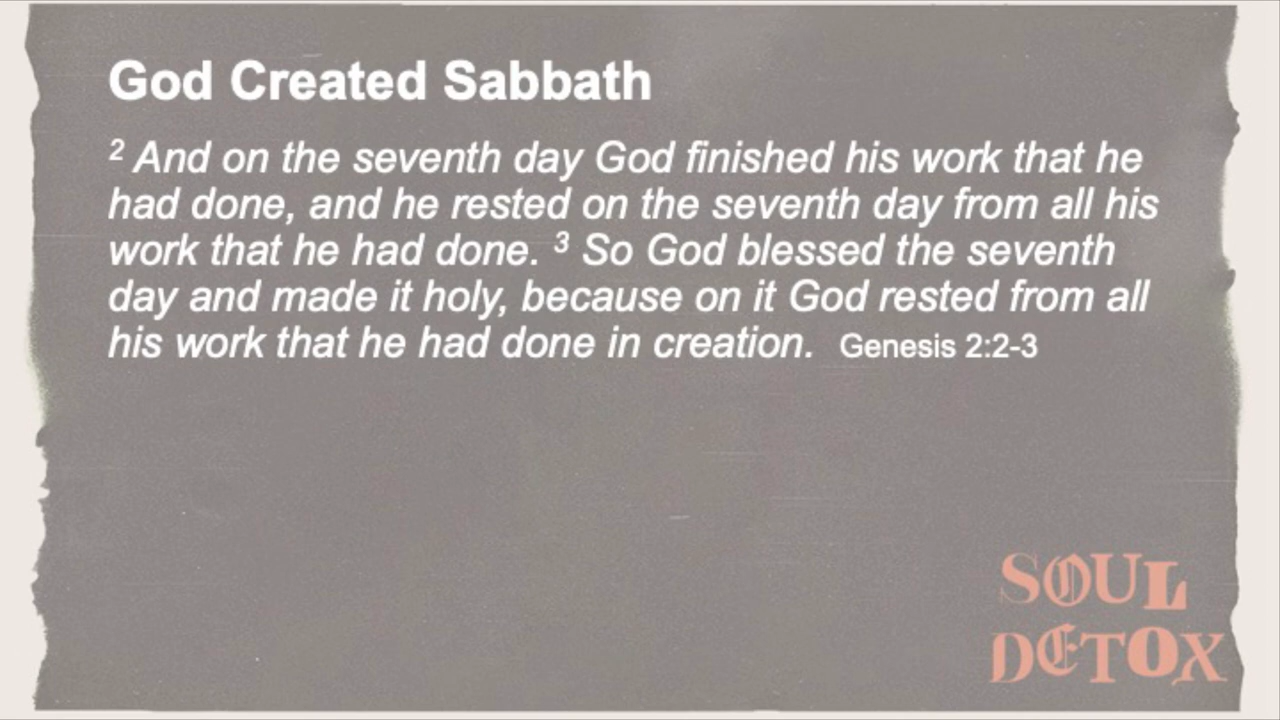 God Created Sabbath
² And on the seventh day God finished his work that he
had done, and he rested on the seventh day from all his
work that he had done. ³ So God blessed the seventh
day and made it holy, because on it God rested from all
his work that he had done in creation. Genesis 2:2-3
SOUL
DETOX